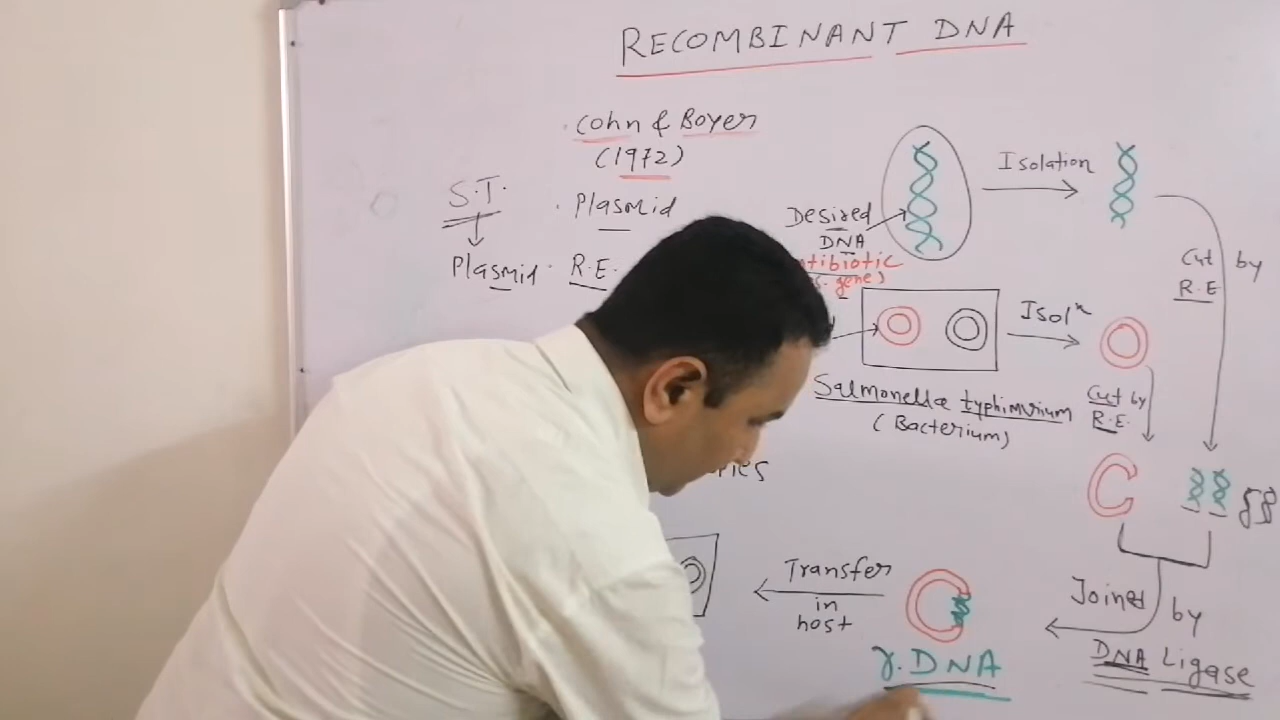 RECOMBINANT DNA
Cohn & Boyer
(1972)
S.T.
Plasmid
Plasmid
R.E.
Desired
DNA
gene)
Isolation
Cut by
R.E
Isolⁿ
Salmonella typhimurium
(Bacterium)
Cut by
R.E.
Joined by
DNA Ligase
Transfer
in
host
r.DNA